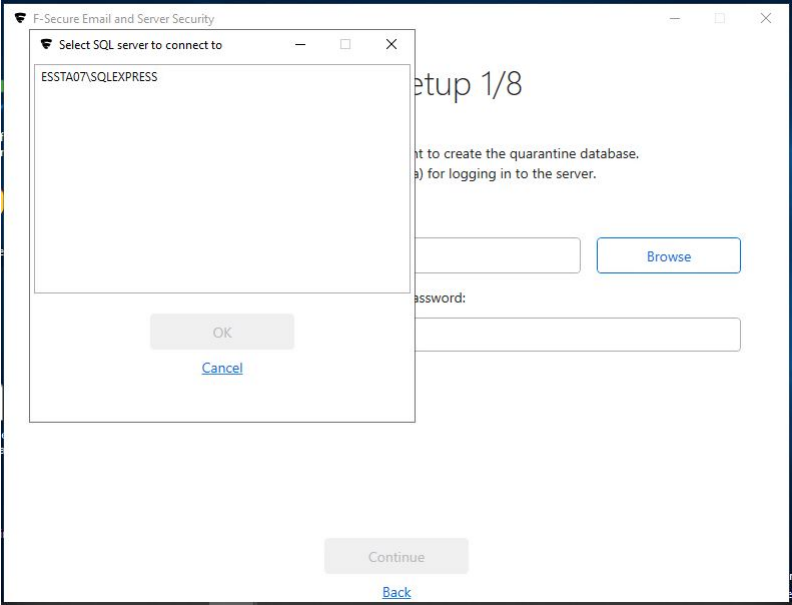 F-Secure Email and Server Security
Select SQL server to connect to
ESSTA07\SQLEXPRESS
etup 1/8
nt to create the quarantine database.
a) for logging in to the server.
Browse
assword:
OK
Cancel
Continue
Back